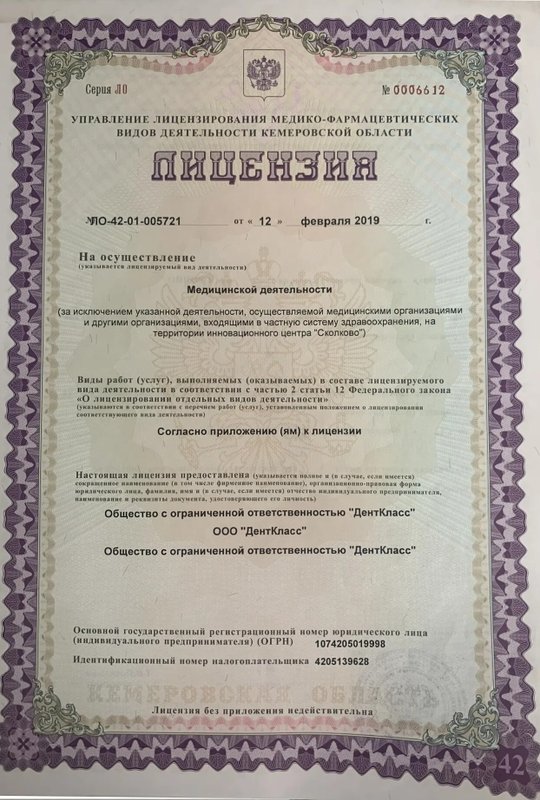 Серия ЛО № 0006612
УПРАВЛЕНИЕ ЛИЦЕНЗИРОВАНИЯ МЕДИКО-ФАРМАЦЕВТИЧЕСКИХ
ВИДОВ ДЕЯТЕЛЬНОСТИ КЕМЕРОВСКОЙ ОБЛАСТИ
ЛИЦЕНЗИЯ
№ ЛО-42-01-005721 от « 12 » февраля 2019 г.
На осуществление
(указывается лицензируемый вид деятельности)
Медицинской деятельности
(за исключением указанной деятельности, осуществляемой медицинскими организациями
и другими организациями, входящими в частную систему здравоохранения, на
территории инновационного центра "Сколково")
Виды работ (услуг), выполняемых (оказываемых) в составе лицензируемого
вида деятельности в соответствии с частью 2 статьи 12 Федерального закона
«О лицензировании отдельных видов деятельности»
(указываются в соответствии с перечнем работ (услуг), установленным положением о лицензировании
соответствующего вида деятельности)
Согласно приложению (ям) к лицензии
Настоящая лицензия предоставлена (указывается полное и (в случае, если имеется)
сокращенное наименование (в том числе фирменное наименование), организационно-правовая форма
юридического лица, фамилия, имя и (в случае, если имеется) отчество индивидуального предпринимателя,
наименование и реквизиты документа, удостоверяющего его личность)
Общество с ограниченной ответственностью "ДентКласс"
ООО "ДентКласс"
Общество с ограниченной ответственностью "ДентКласс"
Основной государственный регистрационный номер юридического лица
(индивидуального предпринимателя) (ОГРН) 1074205019998
Идентификационный номер налогоплательщика 4205139628
КЕМЕРОВСКАЯ ОБЛАСТЬ
Лицензия без приложения недействительна
42